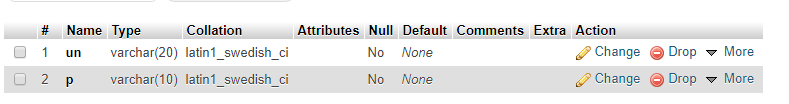 # Name Type Collation Attributes Null Default Comments Extra Action
1 un varchar(20) latin1_swedish_ci No None Change Drop More
2 p varchar(10) latin1_swedish_ci No None Change Drop More